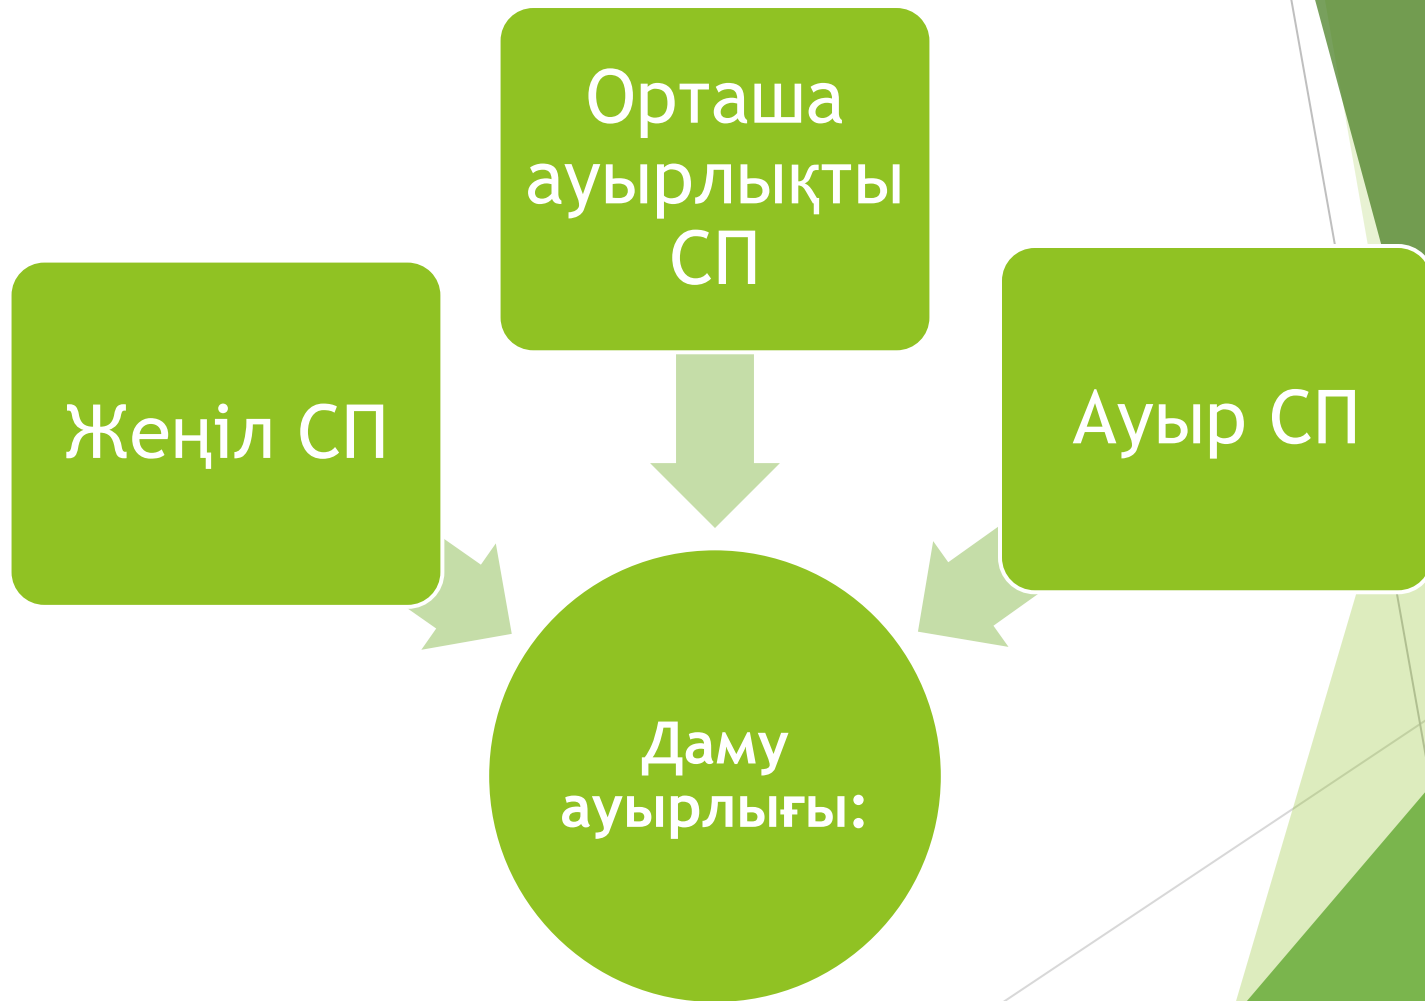 Орташа
ауырлықты
СП
Жеңіл СП
Ауыр СП
Даму
ауырлығы: